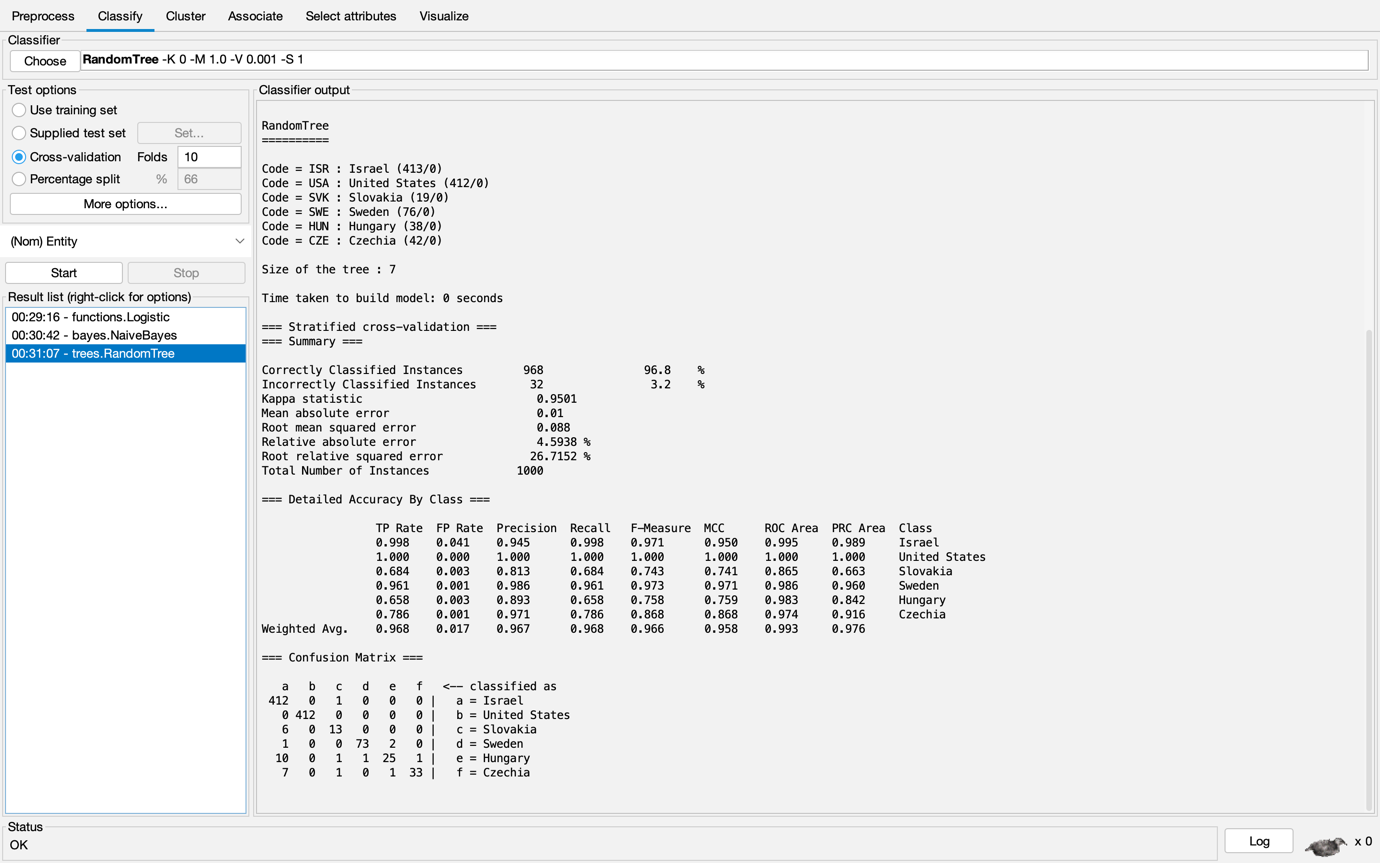 Preprocess Classify Cluster Associate Select attributes Visualize
Classifier
Choose RandomTree -K 0 -M 1.0 -V 0.001 -S 1
Test options
Use training set
Supplied test set Set...
Cross-validation Folds 10
Percentage split % 66
More options...
(Nom) Entity
Start Stop
Result list (right-click for options)
00:29:16 - functions.Logistic
00:30:42 - bayes.NaiveBayes
00:31:07 - trees.RandomTree
Classifier output
RandomTree
==========
Code = ISR : Israel (413/0)
Code = USA : United States (412/0)
Code = SVK : Slovakia (19/0)
Code = SWE : Sweden (76/0)
Code = HUN : Hungary (38/0)
Code = CZE : Czechia (42/0)
Size of the tree : 7
Time taken to build model: 0 seconds
=== Stratified cross-validation ===
=== Summary ===
Correctly Classified Instances 968 96.8 %
Incorrectly Classified Instances 32 3.2 %
Kappa statistic 0.9501
Mean absolute error 0.01
Root mean squared error 0.088
Relative absolute error 4.5938 %
Root relative squared error 26.7152 %
Total Number of Instances 1000
=== Detailed Accuracy By Class ===
TP Rate FP Rate Precision Recall F-Measure MCC ROC Area PRC Area Class
0.998 0.041 0.945 0.998 0.971 0.950 0.995 0.989 Israel
1.000 0.000 1.000 1.000 1.000 1.000 1.000 1.000 United States
0.684 0.003 0.813 0.684 0.743 0.741 0.865 0.663 Slovakia
0.961 0.001 0.986 0.961 0.973 0.971 0.986 0.960 Sweden
0.658 0.003 0.893 0.658 0.758 0.759 0.983 0.842 Hungary
0.786 0.001 0.971 0.786 0.868 0.868 0.974 0.916 Czechia
Weighted Avg. 0.968 0.017 0.967 0.968 0.966 0.958 0.993 0.976
=== Confusion Matrix ===
a b c d e f <-- classified as
412 0 1 0 0 0 | a = Israel
0 412 0 0 0 0 | b = United States
6 0 13 0 0 0 | c = Slovakia
1 0 0 73 2 0 | d = Sweden
10 0 1 1 25 1 | e = Hungary
7 0 1 0 1 33 | f = Czechia
Status
OK
Log x 0